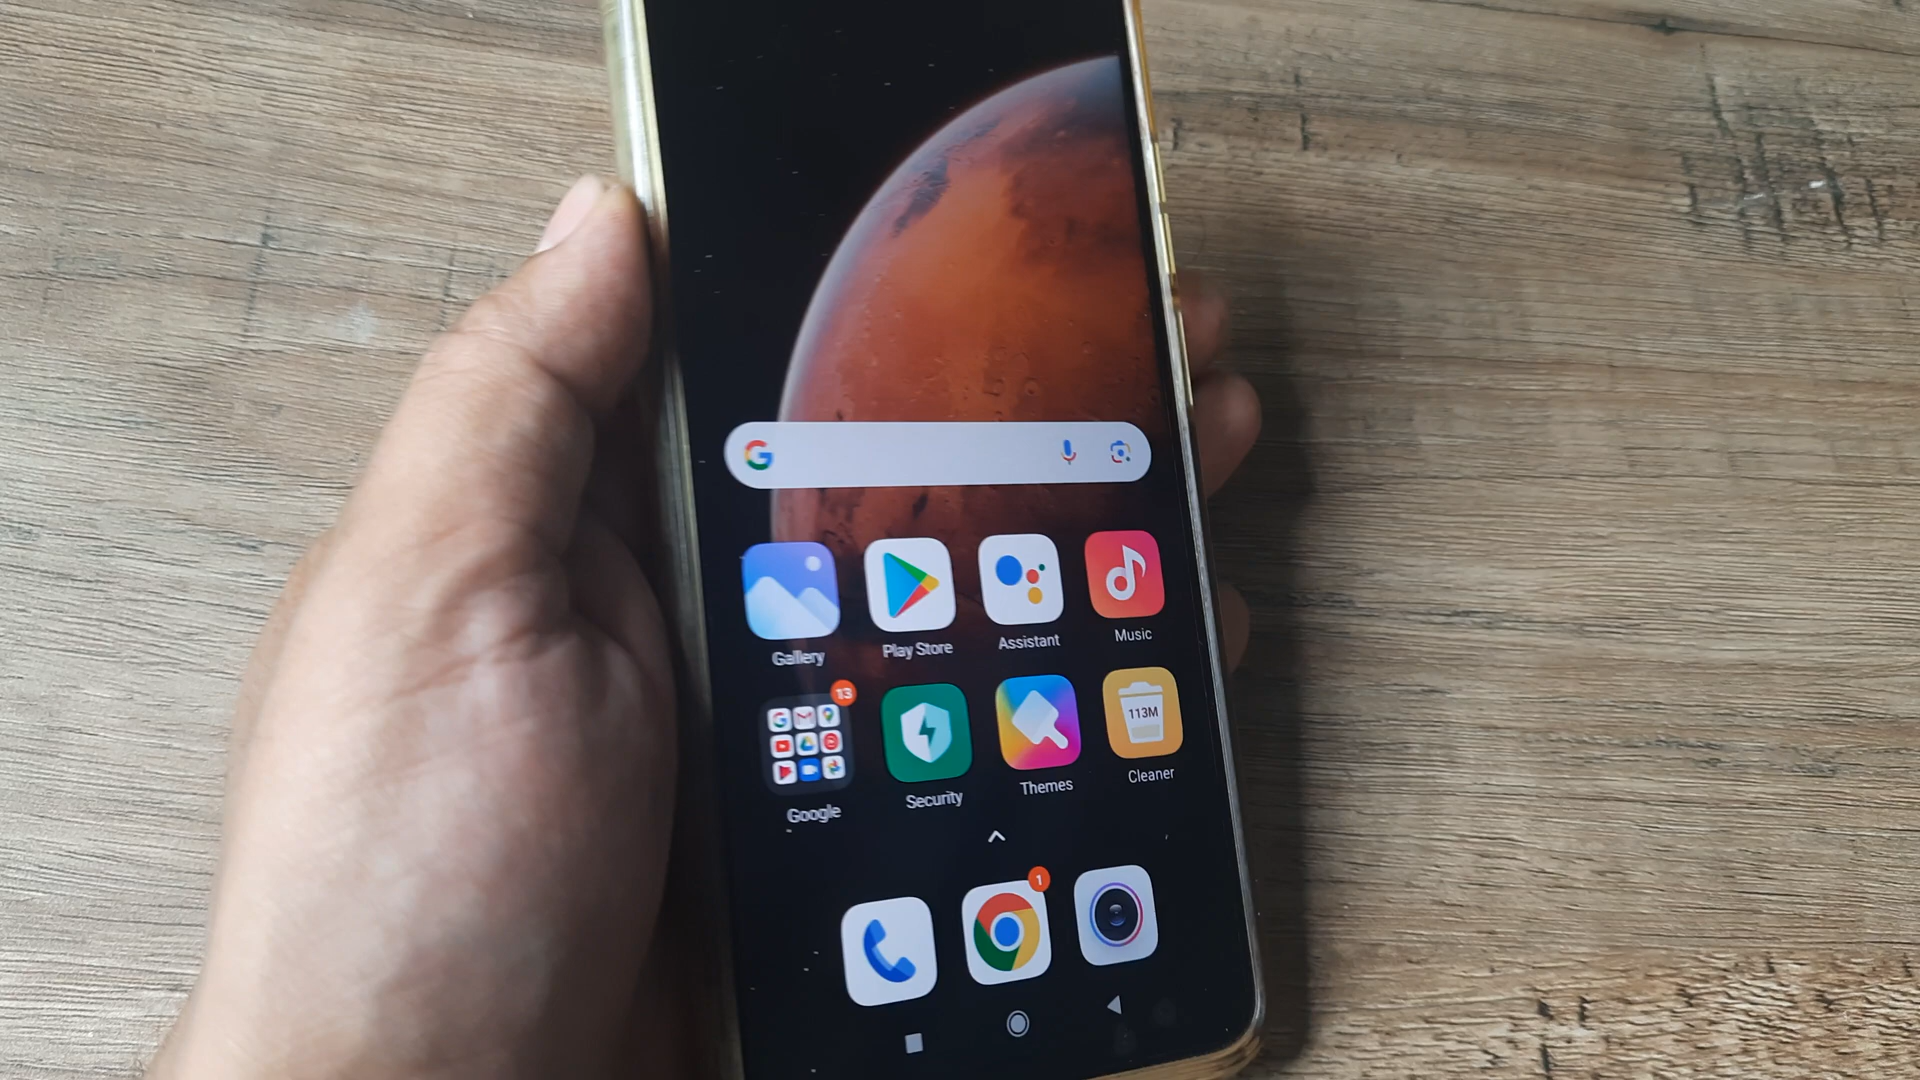 Gallery
Play Store
Assistant
Music
13
Google
Security
Themes
113M
Cleaner
1